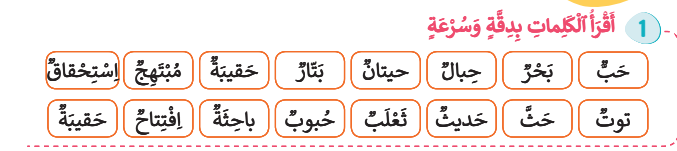 1 أَقْرَأُ الْكَلِماتِ بِدِقَّةٍ وَسُرْعَةٍ
حَبٌّ بَحْرٌ حِبالٌ حيتانٌ بَتّارٌ حَقيبَةٌ مُبْتَهِجٌ اِسْتِحْقاقٌ
توتٌ حَثَّ حَديثٌ ثَعْلَبٌ حُبوبٌ باحِثَةٌ اِفْتِتاحٌ حَقيبَةٌ